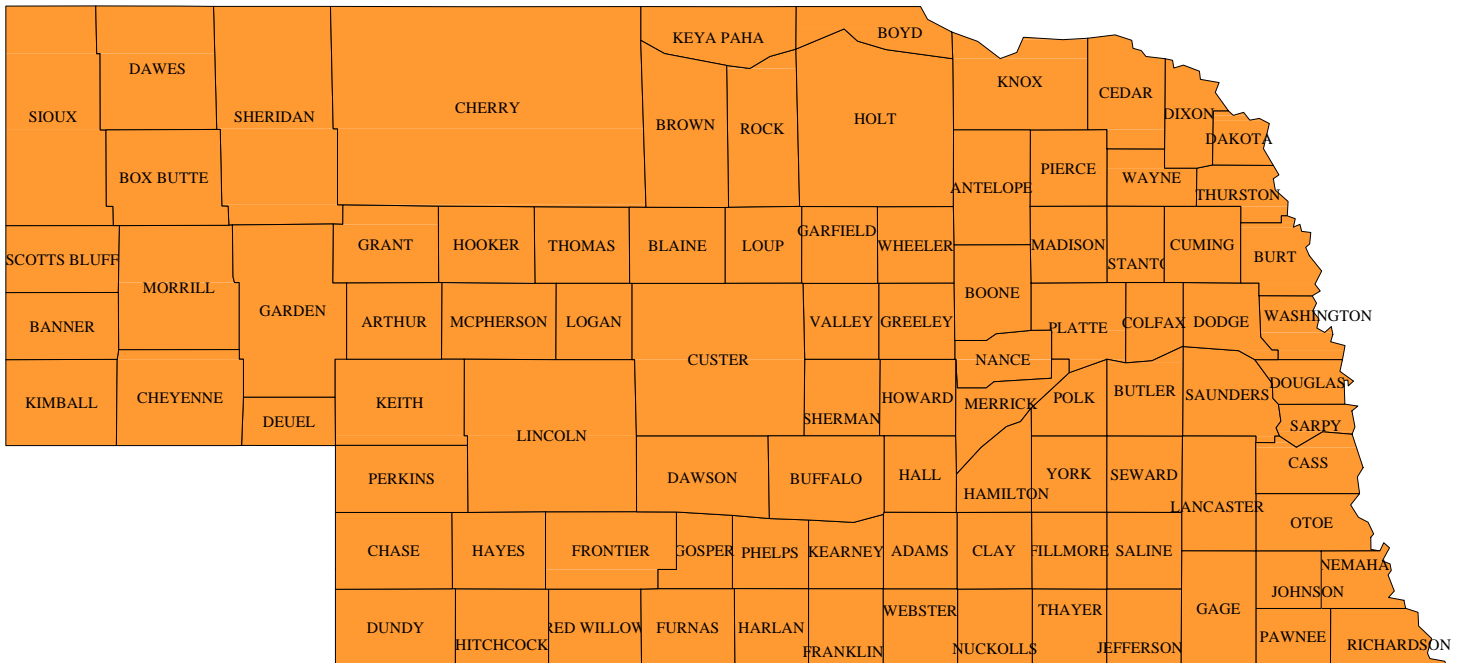 KEYA PAHA
BOYD
DAWES
SIOUX
SHERIDAN
CHERRY
BROWN
ROCK
HOLT
KNOX
CEDAR
DIXON
DAKOTA
BOX BUTTE
ANTELOPE
PIERCE
WAYNE
THURSTON
SCOTTS BLUFF
MORRILL
GARDEN
GRANT
HOOKER
THOMAS
BLAINE
LOUP
GARFIELD
WHEELER
MADISON
STANTO
CUMING
BURT
BANNER
ARTHUR
MCPHERSON
LOGAN
CUSTER
VALLEY
GREELEY
BOONE
PLATTE
COLFAX
DODGE
WASHINGTON
NANCE
KIMBALL
CHEYENNE
DEUEL
KEITH
LINCOLN
SHERMAN
HOWARD
MERRICK
POLK
BUTLER
SAUNDERS
DOUGLAS
SARPY
PERKINS
DAWSON
BUFFALO
HALL
HAMILTON
YORK
SEWARD
LANCASTER
CASS
OTOE
CHASE
HAYES
FRONTIER
GOSPER
PHELPS
KEARNEY
ADAMS
CLAY
FILLMORE
SALINE
NEMAHA
JOHNSON
DUNDY
HITCHCOCK
RED WILLOW
FURNAS
HARLAN
FRANKLIN
WEBSTER
NUCKOLLS
THAYER
JEFFERSON
GAGE
PAWNEE
RICHARDSON